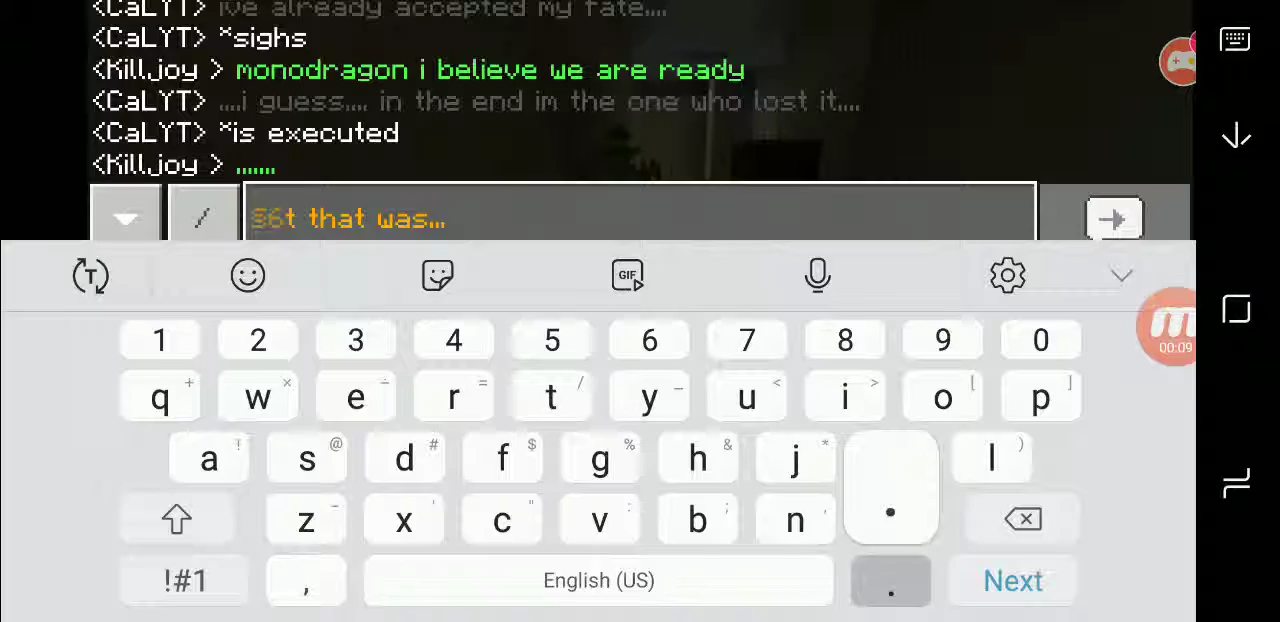 <CaLYT> ive already accepted my fate....
<CaLYT> *sighs
<Killjoy > monodragon i believe we are ready
<CaLYT> ....i guess.... in the end im the one who lost it....
<CaLYT> *is executed
<Killjoy > .......
/ §6t that was...
T GIF
1 2 3 4 5 6 7 8 9 0
q + w × e r = t / y _ u < i > o [ p ]
a ! s @ d # f $ g % h & j * . l )
z - x ' c " v : b ; n ,
!#1 , English (US) . Next
m
00:09